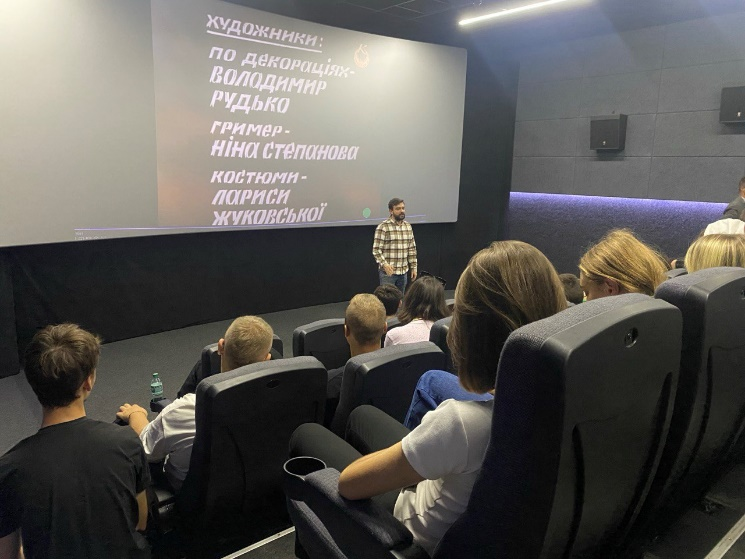 художники:
по декораціях-
ВОЛОДИМИР
РУДЬКО
гример-
НІНА СТЕПАНОВА
костюми-
ЛАРИСИ
ЖУКОВСЬКОЇ